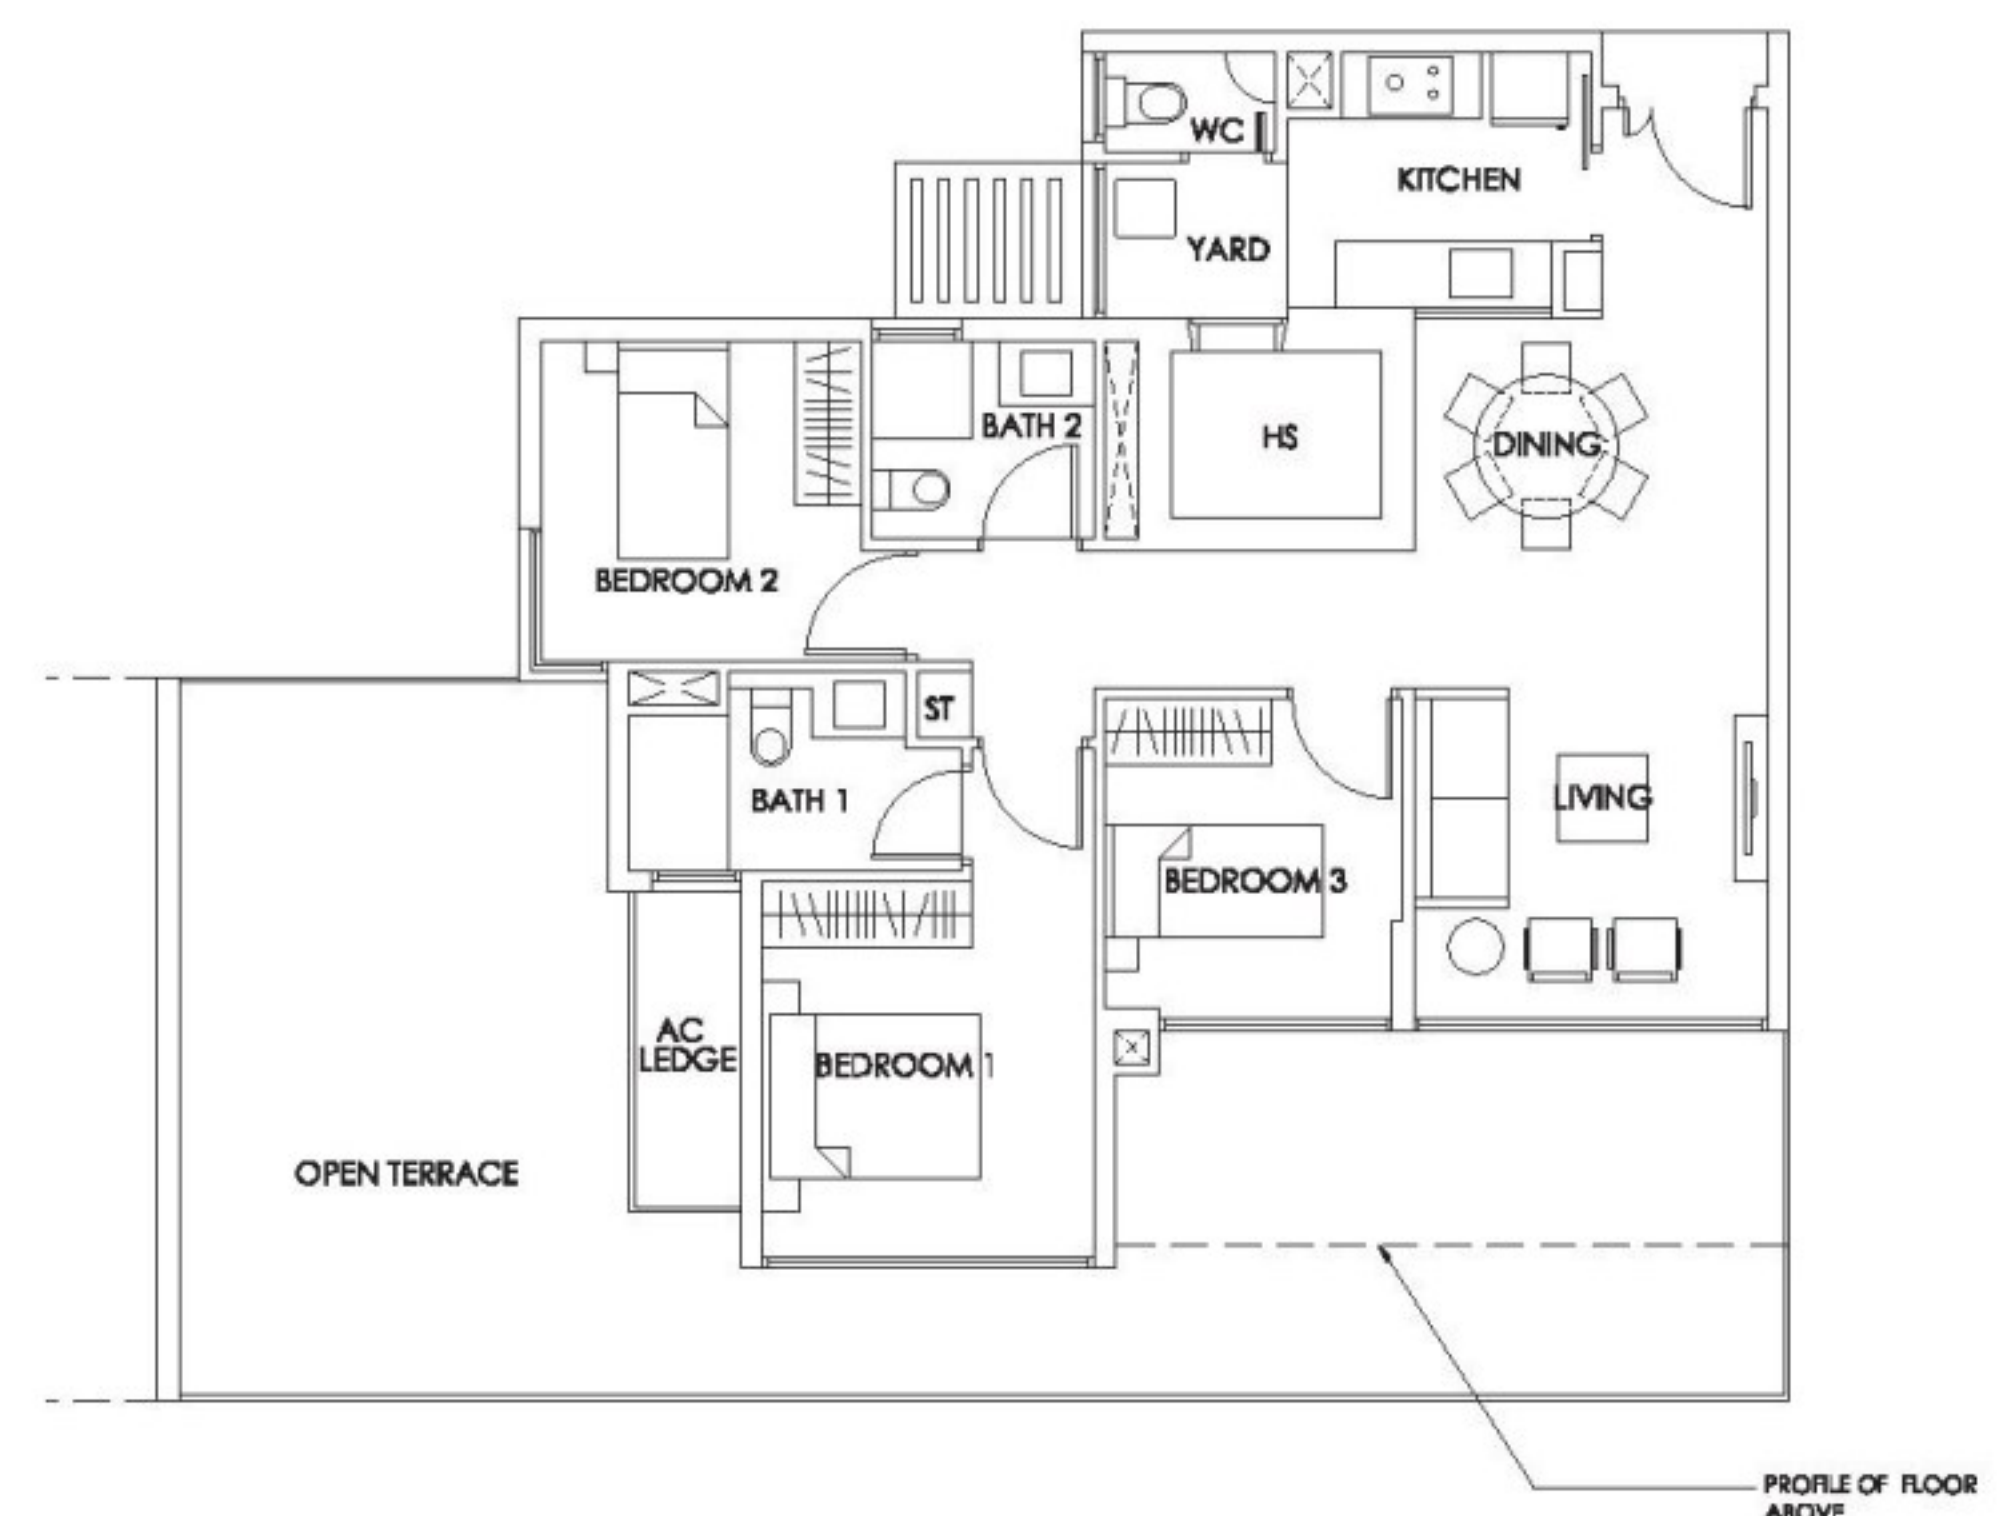 WC
KITCHEN
YARD
BATH 2
HS
DINING
BEDROOM 2
ST
BATH 1
LIVING
BEDROOM 3
AC
LEDGE
BEDROOM 1
OPEN TERRACE
PROFILE OF FLOOR
ABOVE